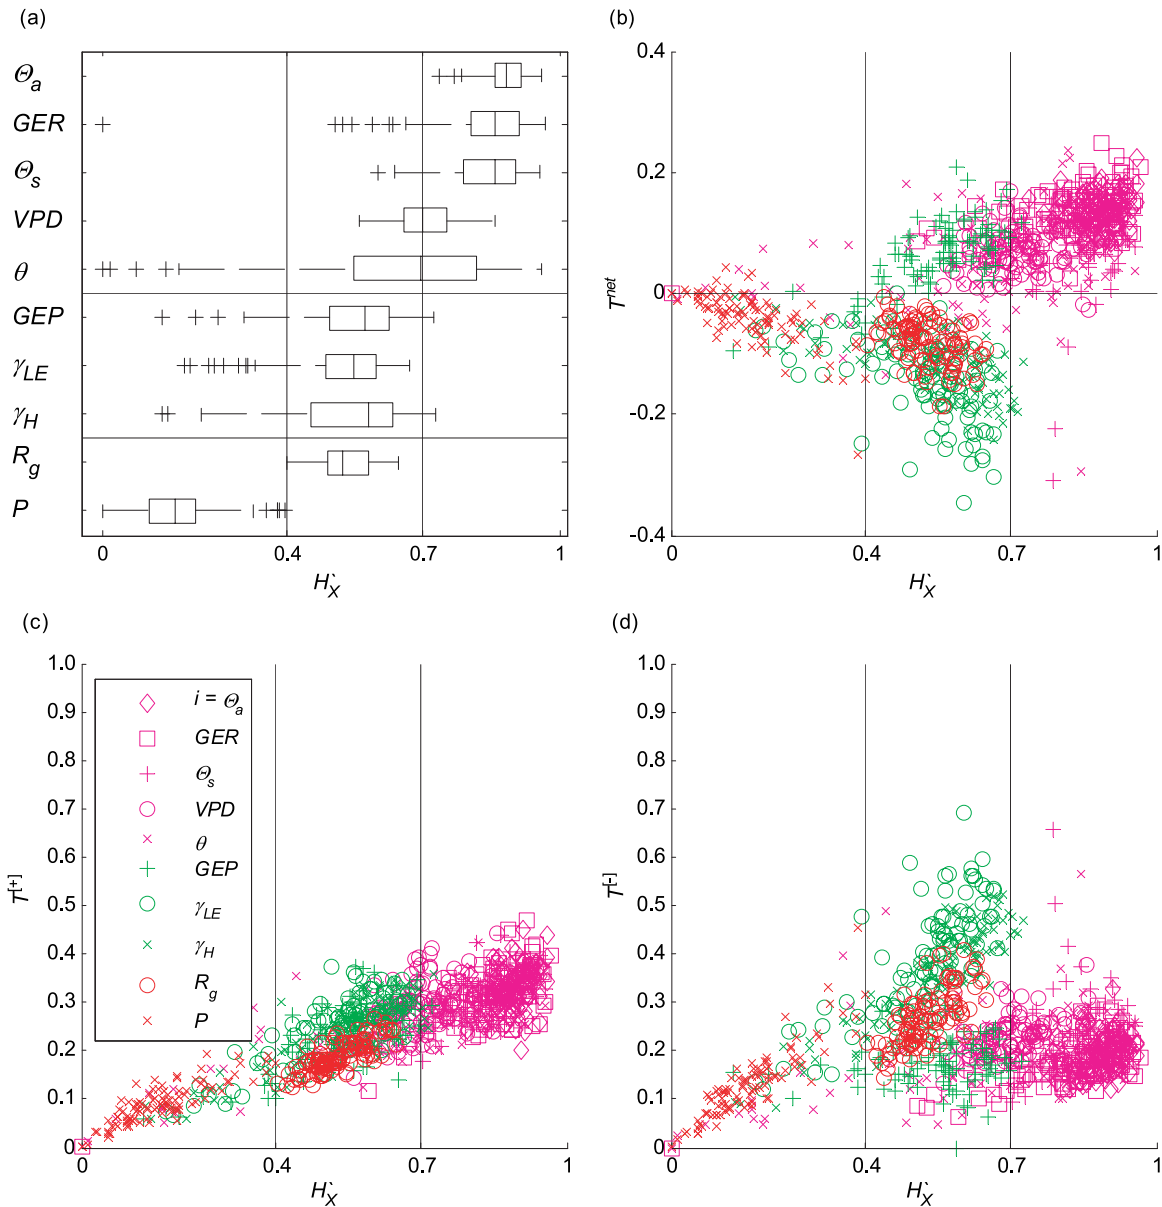 (a)
Θa
GER
Θs
VPD
θ
GEP
γLE
γH
Rg
P
0
0.4
0.7
1
H`X
(b)
0.4
0.2
0
-0.2
-0.4
Tnet
0
0.4
0.7
1
H`X
(c)
1.0
0.9
0.8
0.7
0.6
0.5
0.4
0.3
0.2
0.1
0
T[+]
i = Θa
GER
Θs
VPD
θ
GEP
γLE
γH
Rg
P
0
0.4
0.7
1
H`X
(d)
1.0
0.9
0.8
0.7
0.6
0.5
0.4
0.3
0.2
0.1
0
T[-]
0
0.4
0.7
1
H`X